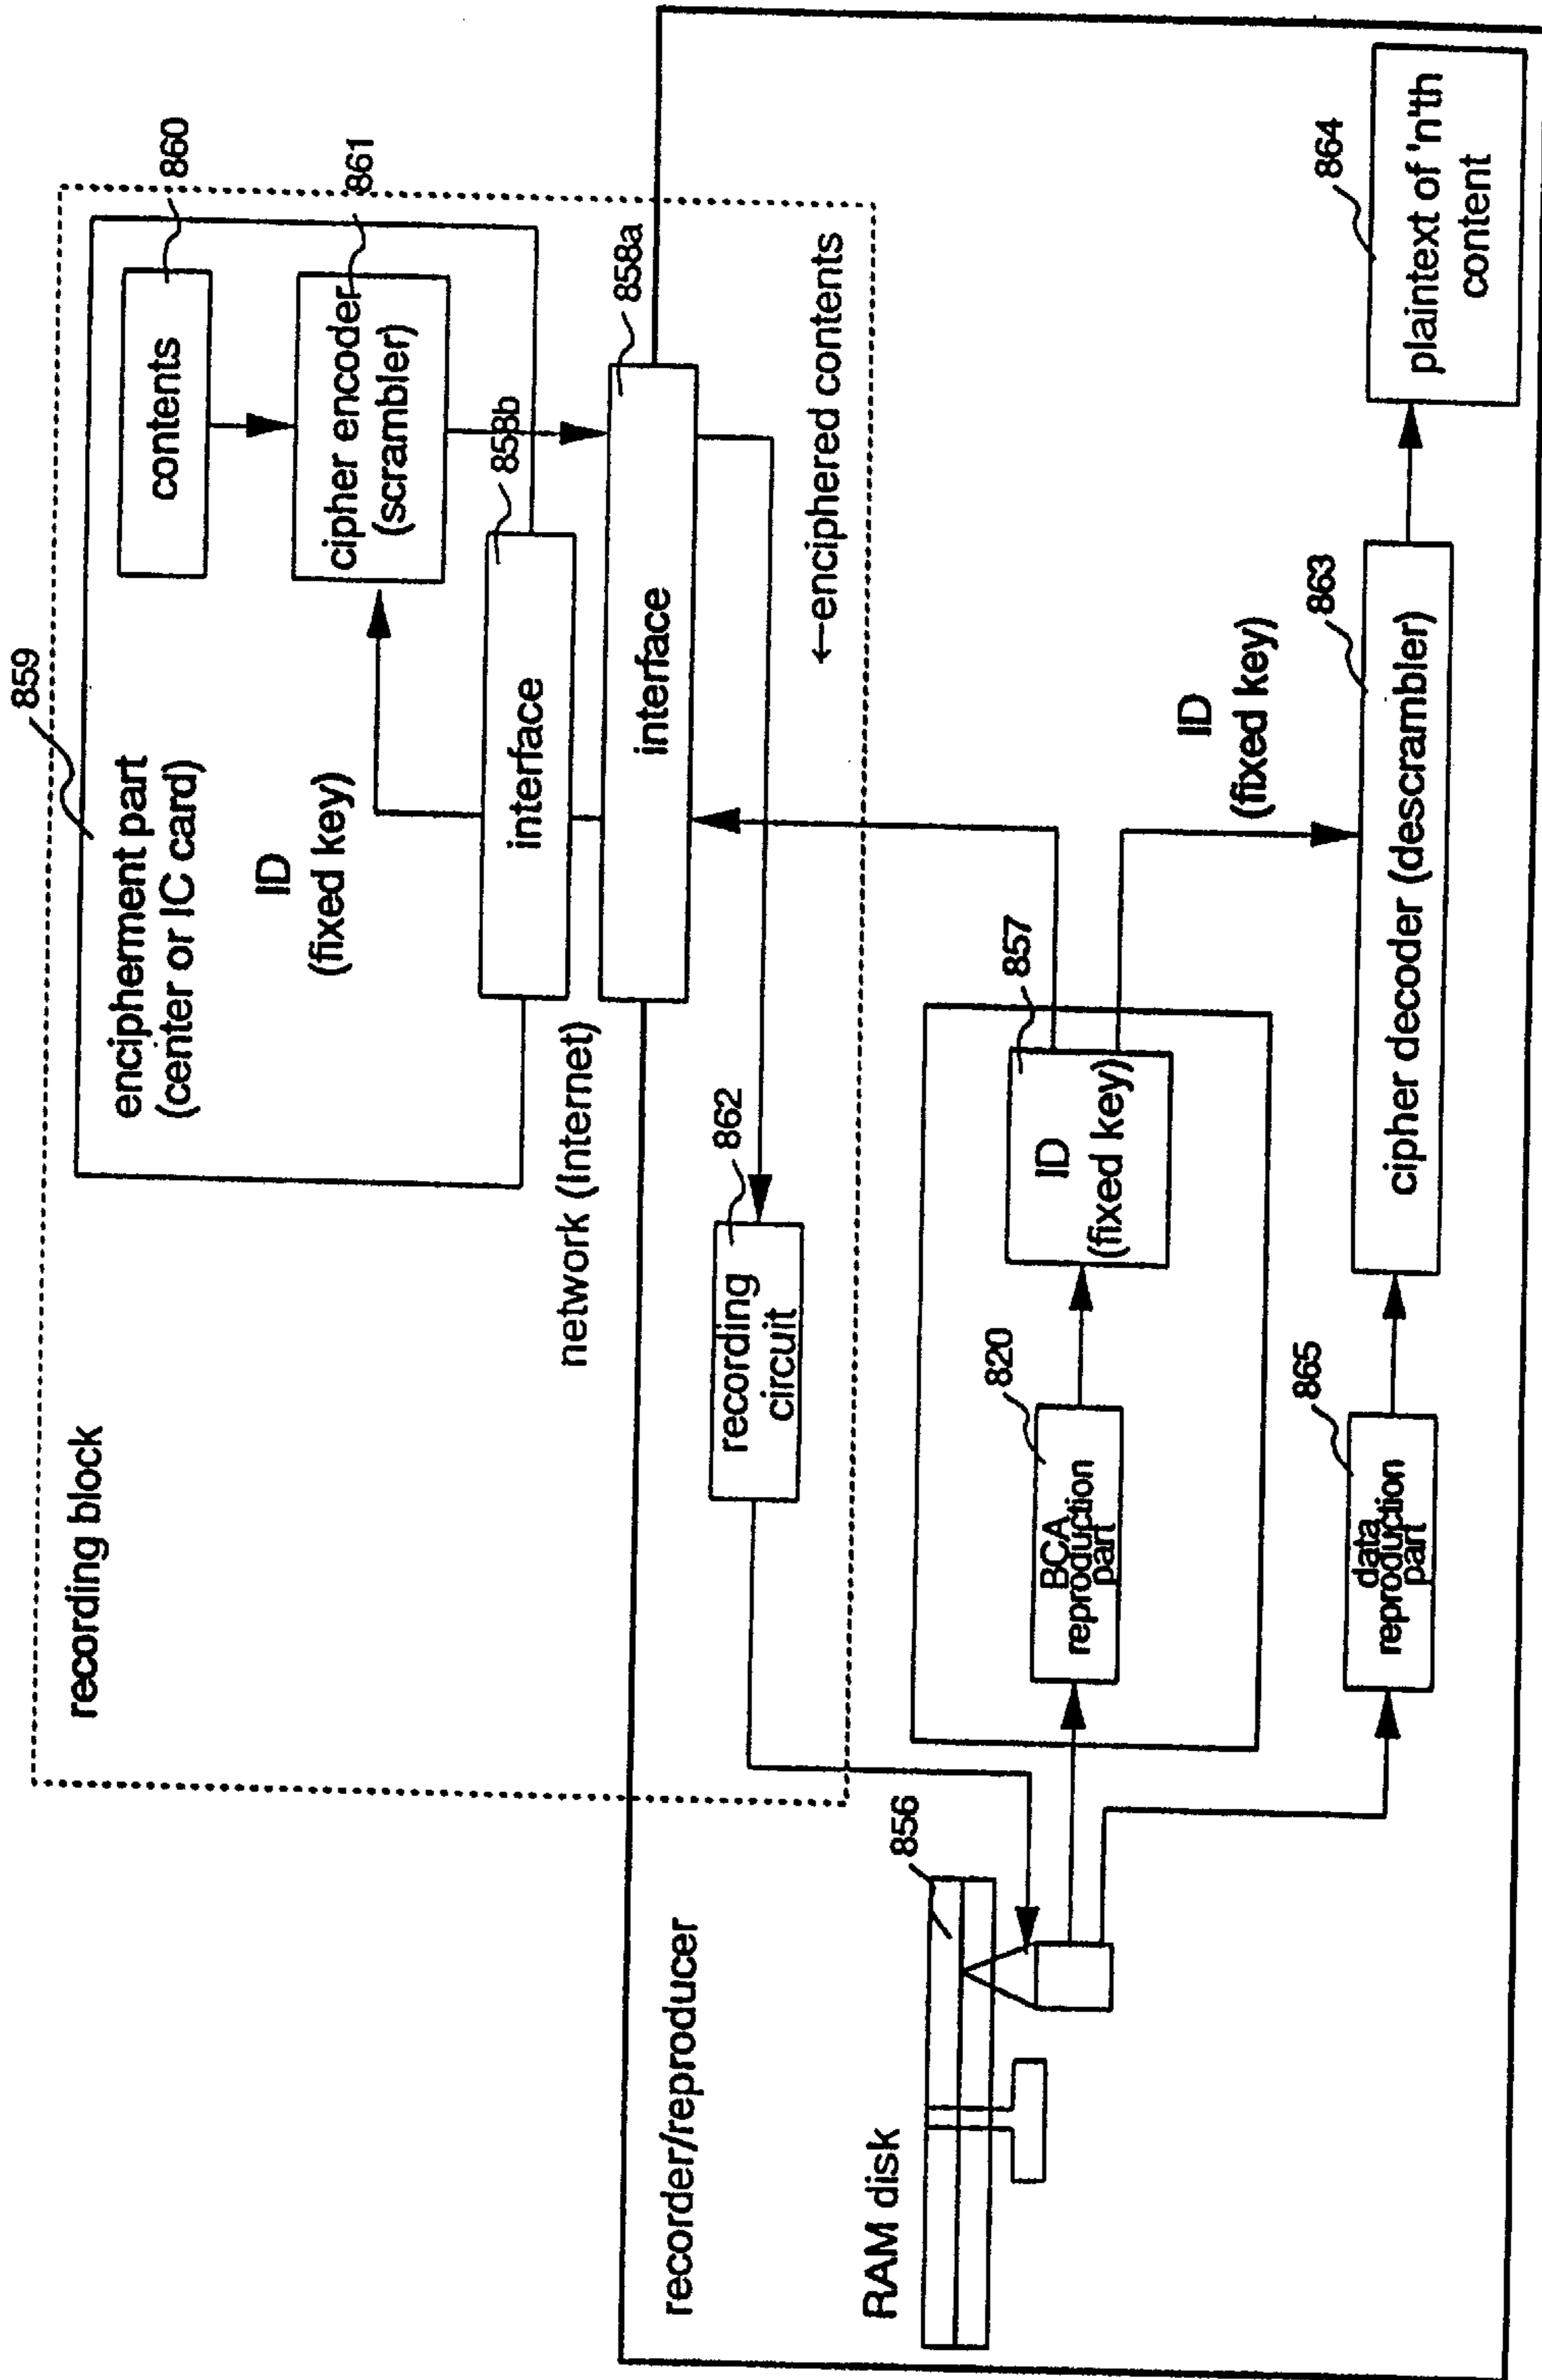 recording block
859
encipherment part
(center or IC card)
860
contents
861
cipher encoder
(scrambler)
ID
(fixed key)
858b
interface
network (Internet)
858a
interface
862
recording
circuit
←enciphered contents
recorder/reproducer
RAM disk
856
820
BCA
reproduction
part
857
ID
(fixed key)
ID
(fixed key)
865
data
reproduction
part
863
cipher decoder (descrambler)
864
plaintext of 'n'th
content